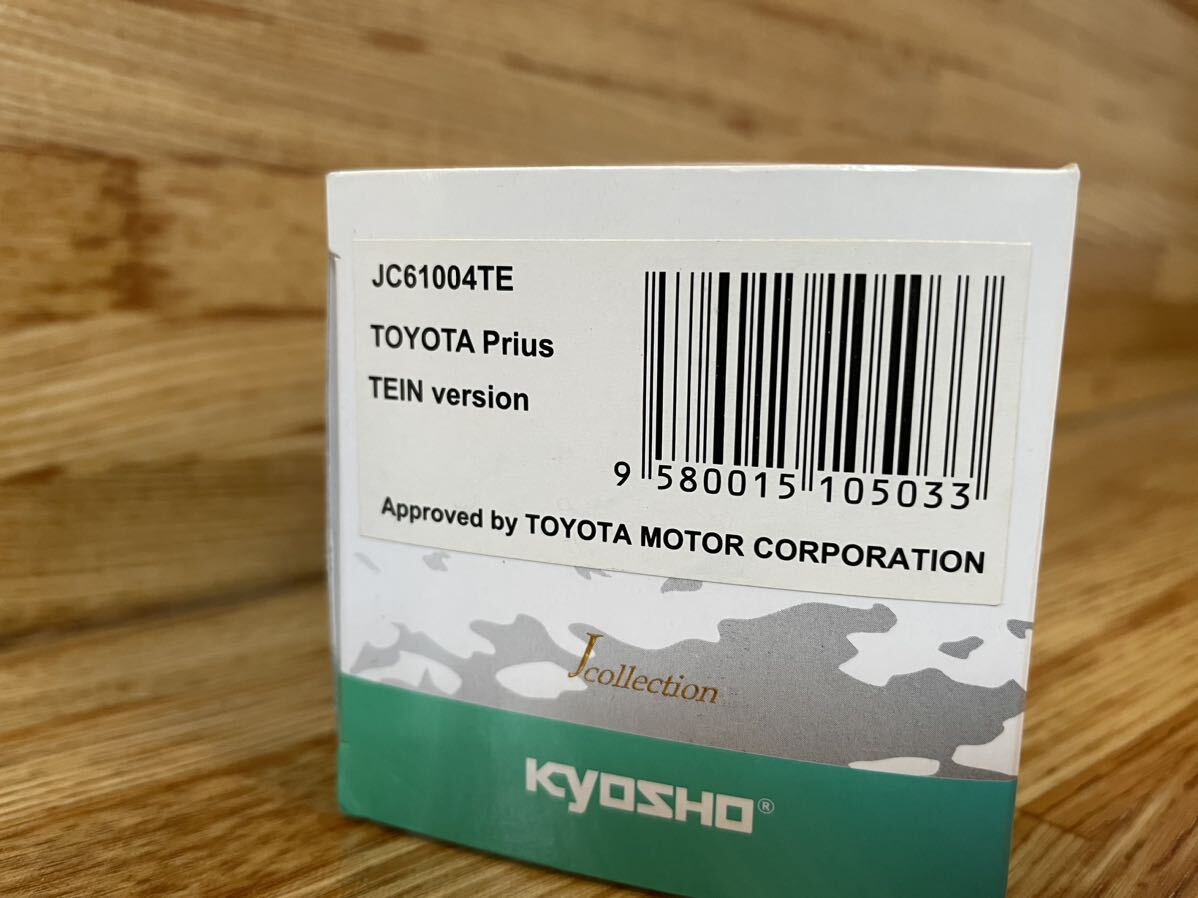 JC61004TE
TOYOTA Prius
TEIN version
9 580015 105033
Approved by TOYOTA MOTOR CORPORATION
J collection
KYOSHO®